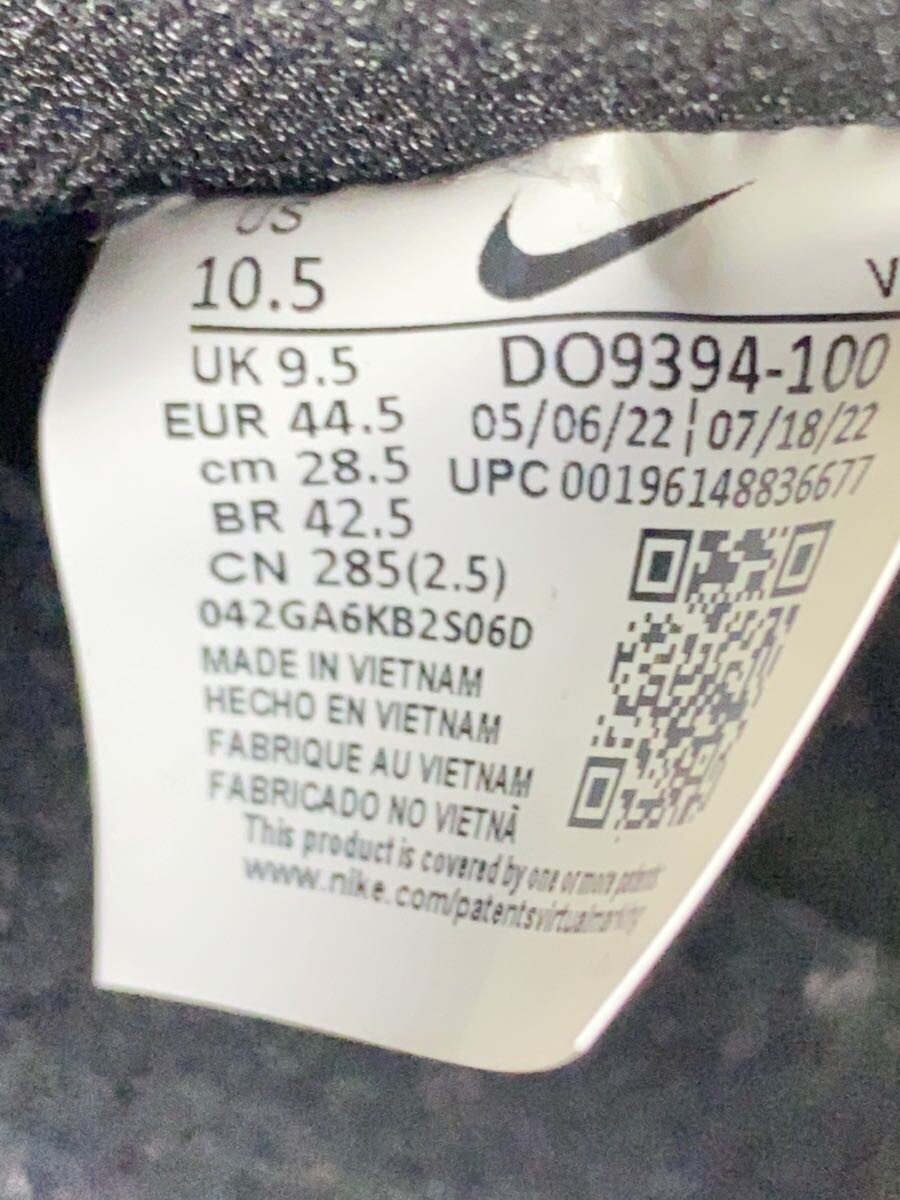 US
10.5
V
UK 9.5
DO9394-100
EUR 44.5
05/06/22 ¦ 07/18/22
cm 28.5
UPC 00196148836677
BR 42.5
CN 285(2.5)
042GA6KB2S06D
MADE IN VIETNAM
HECHO EN VIETNAM
FABRIQUE AU VIETNAM
FABRICADO NO VIETNÃ
This product is covered by one or more patents
www.nike.com/patentsvirtualmarking